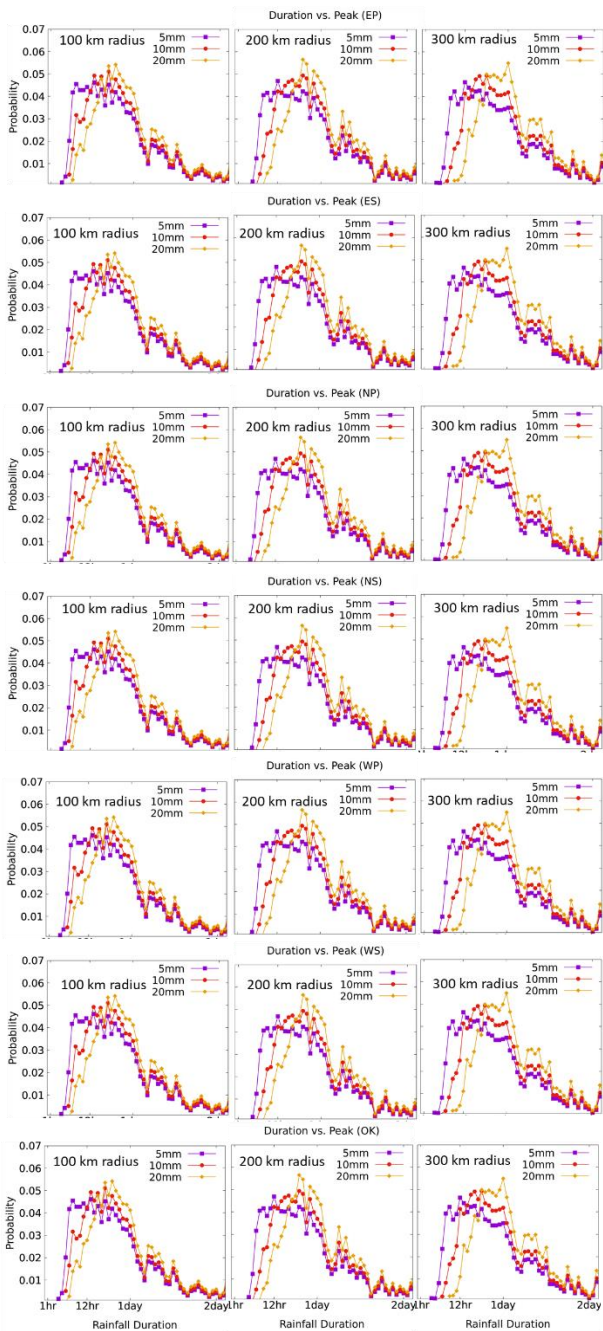 Duration vs. Peak (EP)
0.07
0.06
0.05
0.04
0.03
0.02
0.01
Probability
100 km radius
5mm
10mm
20mm
200 km radius
5mm
10mm
20mm
300 km radius
5mm
10mm
20mm
Duration vs. Peak (ES)
0.07
0.06
0.05
0.04
0.03
0.02
0.01
Probability
100 km radius
5mm
10mm
20mm
200 km radius
5mm
10mm
20mm
300 km radius
5mm
10mm
20mm
Duration vs. Peak (NP)
0.07
0.06
0.05
0.04
0.03
0.02
0.01
Probability
100 km radius
5mm
10mm
20mm
200 km radius
5mm
10mm
20mm
300 km radius
5mm
10mm
20mm
Duration vs. Peak (NS)
0.07
0.06
0.05
0.04
0.03
0.02
0.01
Probability
100 km radius
5mm
10mm
20mm
200 km radius
5mm
10mm
20mm
300 km radius
5mm
10mm
20mm
Duration vs. Peak (WP)
0.07
0.06
0.05
0.04
0.03
0.02
0.01
Probability
100 km radius
5mm
10mm
20mm
200 km radius
5mm
10mm
20mm
300 km radius
5mm
10mm
20mm
Duration vs. Peak (WS)
0.07
0.06
0.05
0.04
0.03
0.02
0.01
Probability
100 km radius
5mm
10mm
20mm
200 km radius
5mm
10mm
20mm
300 km radius
5mm
10mm
20mm
Duration vs. Peak (OK)
0.07
0.06
0.05
0.04
0.03
0.02
0.01
Probability
100 km radius
5mm
10mm
20mm
200 km radius
5mm
10mm
20mm
300 km radius
5mm
10mm
20mm
1hr 12hr 1day 2day
1hr 12hr 1day 2day
1hr 12hr 1day 2day
Rainfall Duration
Rainfall Duration
Rainfall Duration